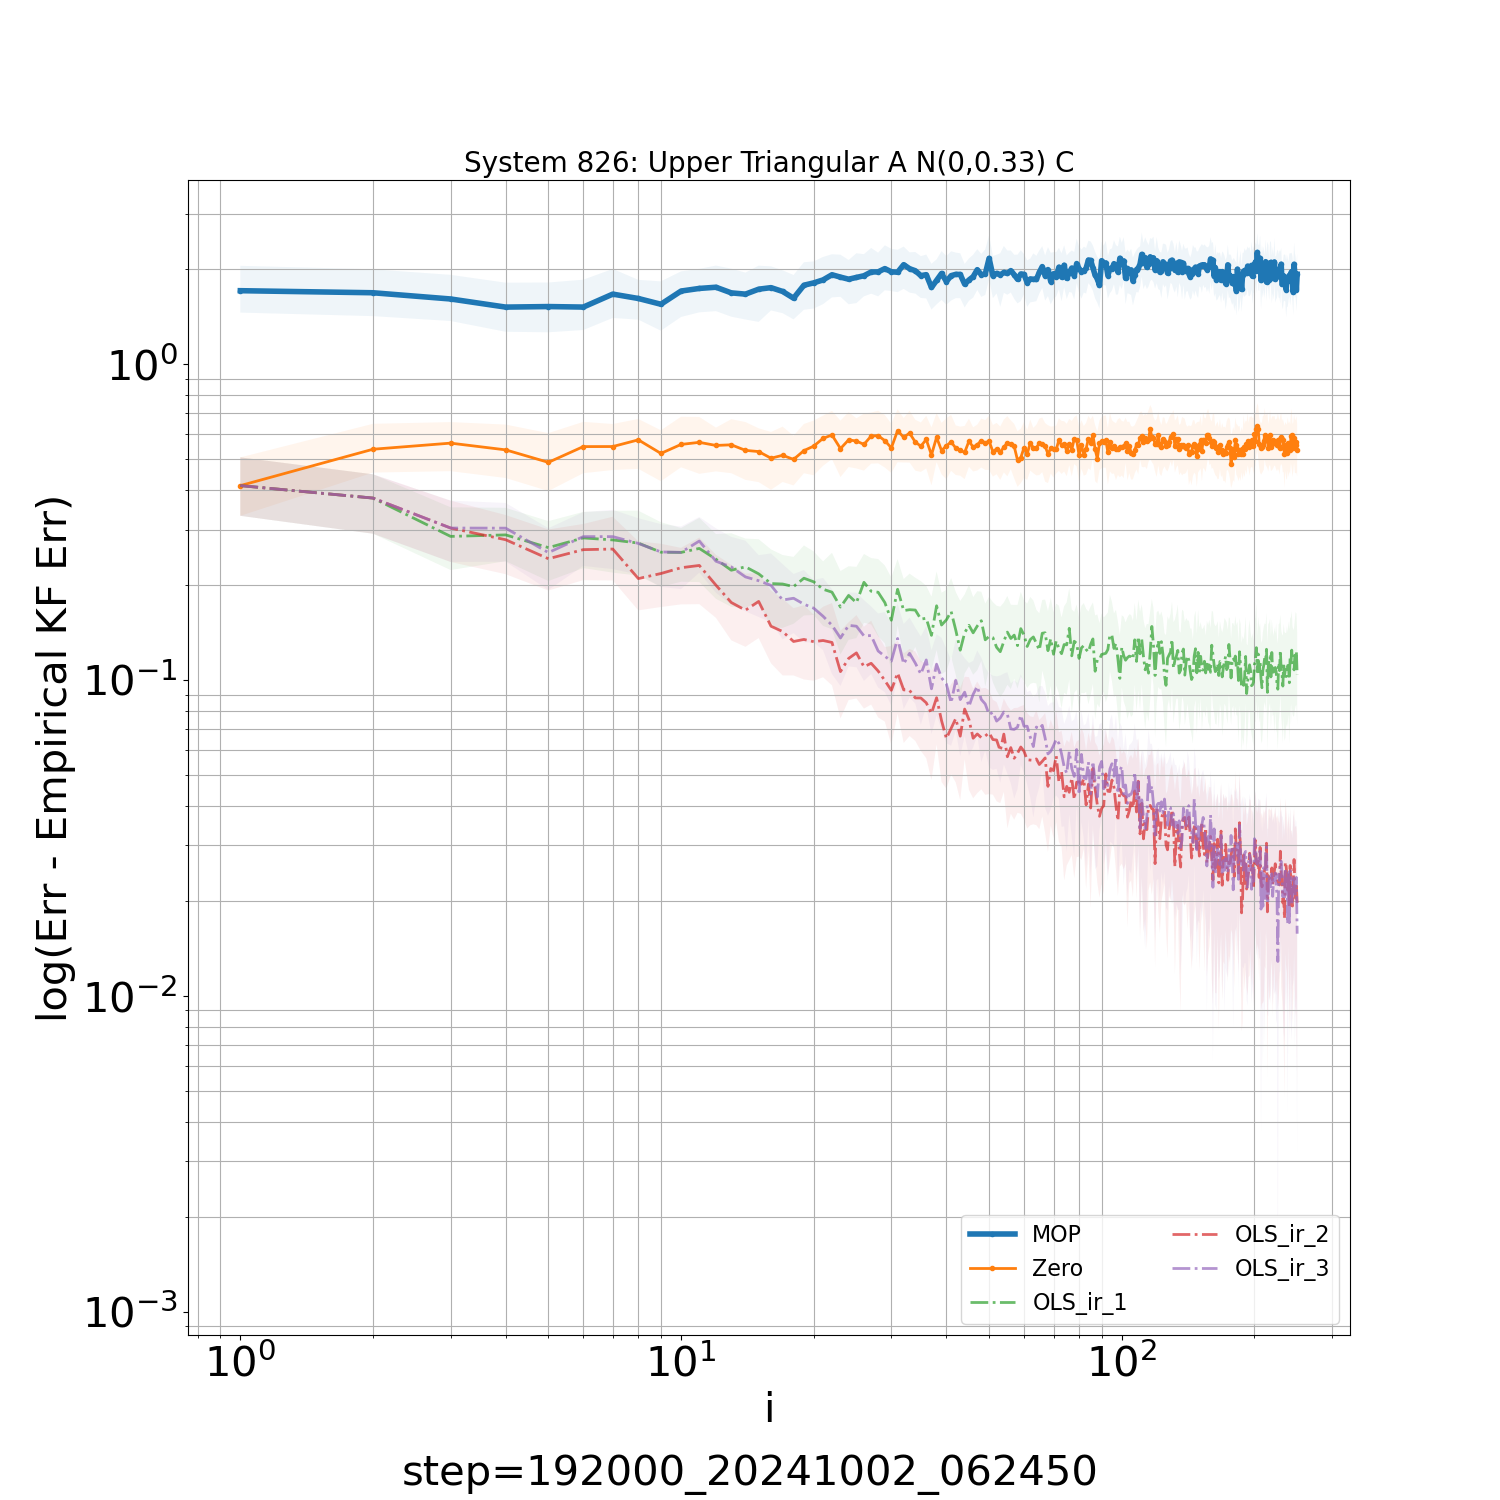 System 826: Upper Triangular A N(0,0.33) C
log(Err - Empirical KF Err)
10⁰
10⁻¹
10⁻²
10⁻³
MOP
Zero
OLS_ir_1
OLS_ir_2
OLS_ir_3
10⁰ 10¹ 10²
i
step=192000_20241002_062450